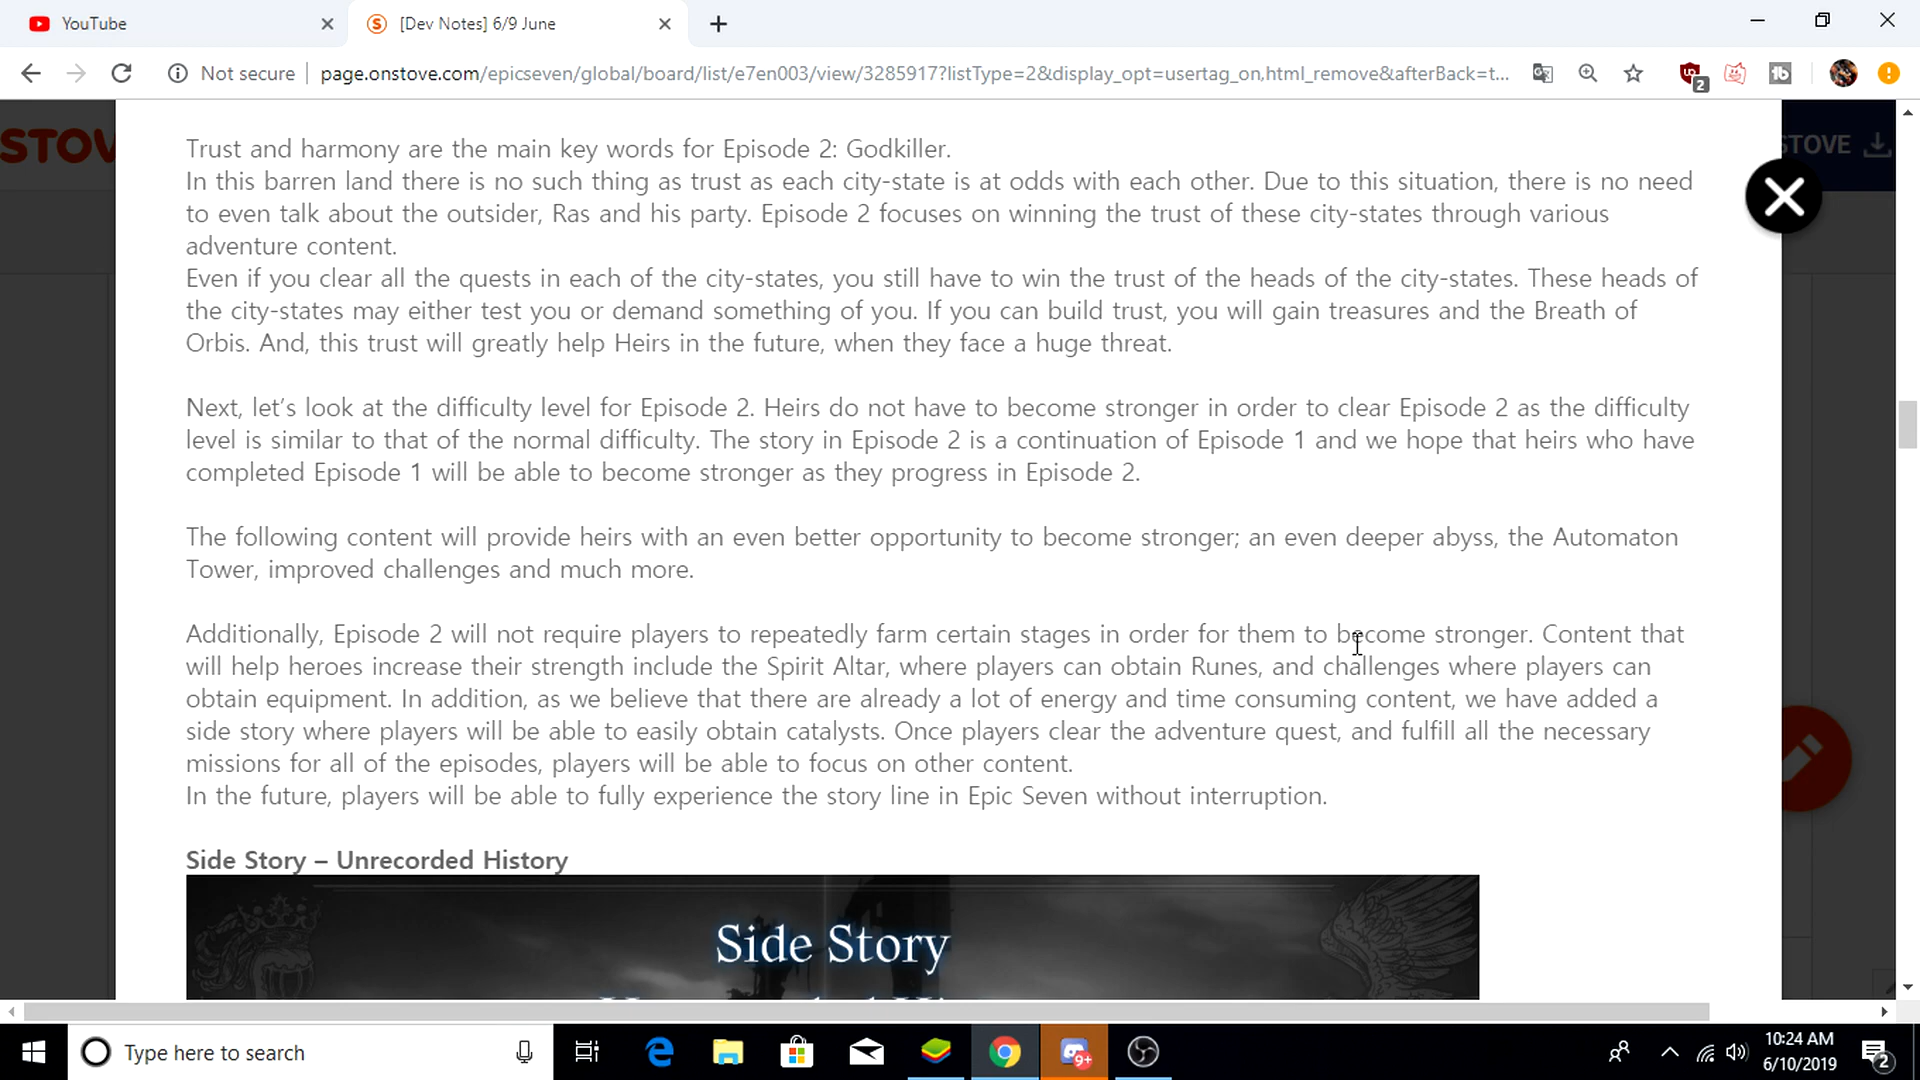 YouTube
[Dev Notes] 6/9 June
Not secure
page.onstove.com/epicseven/global/board/list/e7en003/view/3285917?listType=2&display_opt=usertag_on,html_remove&afterBack=t...
2
STOV
STOVE
Trust and harmony are the main key words for Episode 2: Godkiller.
In this barren land there is no such thing as trust as each city-state is at odds with each other. Due to this situation, there is no need
to even talk about the outsider, Ras and his party. Episode 2 focuses on winning the trust of these city-states through various
adventure content.
Even if you clear all the quests in each of the city-states, you still have to win the trust of the heads of the city-states. These heads of
the city-states may either test you or demand something of you. If you can build trust, you will gain treasures and the Breath of
Orbis. And, this trust will greatly help Heirs in the future, when they face a huge threat.
Next, let's look at the difficulty level for Episode 2. Heirs do not have to become stronger in order to clear Episode 2 as the difficulty
level is similar to that of the normal difficulty. The story in Episode 2 is a continuation of Episode 1 and we hope that heirs who have
completed Episode 1 will be able to become stronger as they progress in Episode 2.
The following content will provide heirs with an even better opportunity to become stronger; an even deeper abyss, the Automaton
Tower, improved challenges and much more.
Additionally, Episode 2 will not require players to repeatedly farm certain stages in order for them to become stronger. Content that
will help heroes increase their strength include the Spirit Altar, where players can obtain Runes, and challenges where players can
obtain equipment. In addition, as we believe that there are already a lot of energy and time consuming content, we have added a
side story where players will be able to easily obtain catalysts. Once players clear the adventure quest, and fulfill all the necessary
missions for all of the episodes, players will be able to focus on other content.
In the future, players will be able to fully experience the story line in Epic Seven without interruption.
Side Story – Unrecorded History
Side Story
Type here to search
9+
10:24 AM
6/10/2019
2